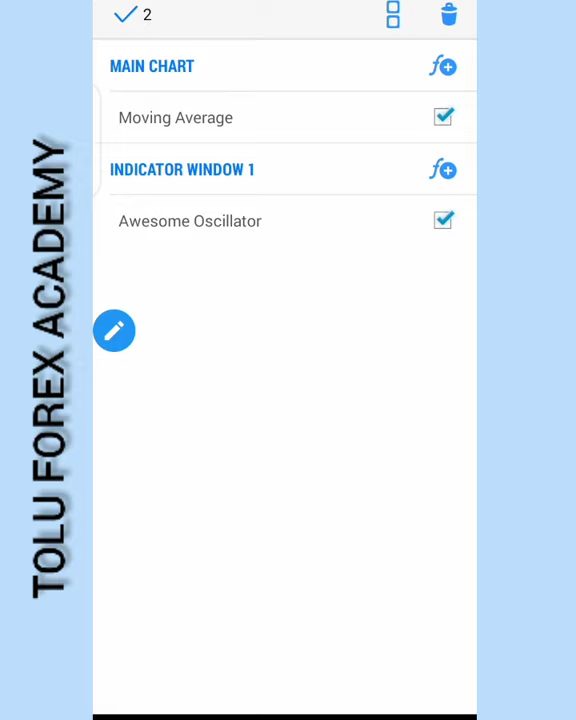 2
MAIN CHART
Moving Average
INDICATOR WINDOW 1
Awesome Oscillator
TOLU FOREX ACADEMY